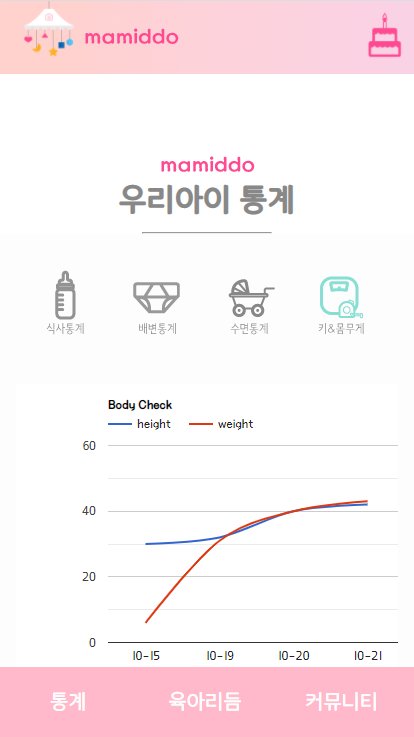 mamiddo
mamiddo
우리아이 통계
식사통계 배변통계 수면통계 키&몸무게
Body Check
height weight
60
40
20
0
10-15 10-19 10-20 10-21
통계 육아리듬 커뮤니티